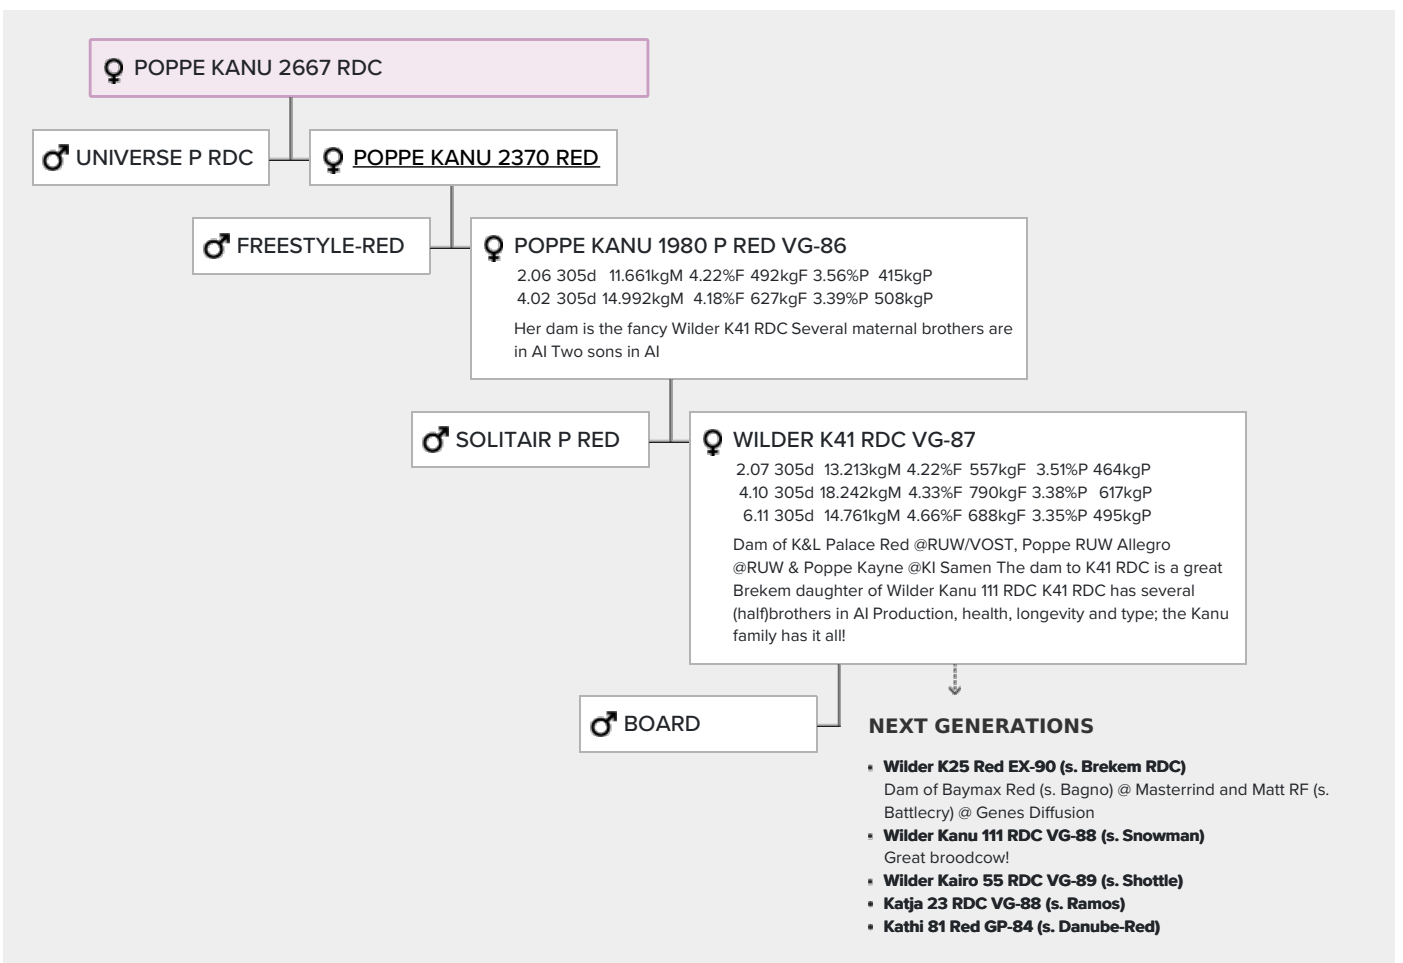 POPPE KANU 2667 RDC
UNIVERSE P RDC
POPPE KANU 2370 RED
FREESTYLE-RED
POPPE KANU 1980 P RED VG-86
2.06 305d 11.661kgM 4.22%F 492kgF 3.56%P 415kgP
4.02 305d 14.992kgM 4.18%F 627kgF 3.39%P 508kgP
Her dam is the fancy Wilder K41 RDC Several maternal brothers are
in AI Two sons in AI
SOLITAIR P RED
WILDER K41 RDC VG-87
2.07 305d 13.213kgM 4.22%F 557kgF 3.51%P 464kgP
4.10 305d 18.242kgM 4.33%F 790kgF 3.38%P 617kgP
6.11 305d 14.761kgM 4.66%F 688kgF 3.35%P 495kgP
Dam of K&L Palace Red @RUW/VOST, Poppe RUW Allegro
@RUW & Poppe Kayne @KI Samen The dam to K41 RDC is a great
Brekem daughter of Wilder Kanu 111 RDC K41 RDC has several
(half)brothers in AI Production, health, longevity and type; the Kanu
family has it all!
BOARD
NEXT GENERATIONS
Wilder K25 Red EX-90 (s. Brekem RDC)
Dam of Baymax Red (s. Bagno) @ Masterrind and Matt RF (s.
Battlecry) @ Genes Diffusion
Wilder Kanu 111 RDC VG-88 (s. Snowman)
Great broodcow!
Wilder Kairo 55 RDC VG-89 (s. Shottle)
Katja 23 RDC VG-88 (s. Ramos)
Kathi 81 Red GP-84 (s. Danube-Red)